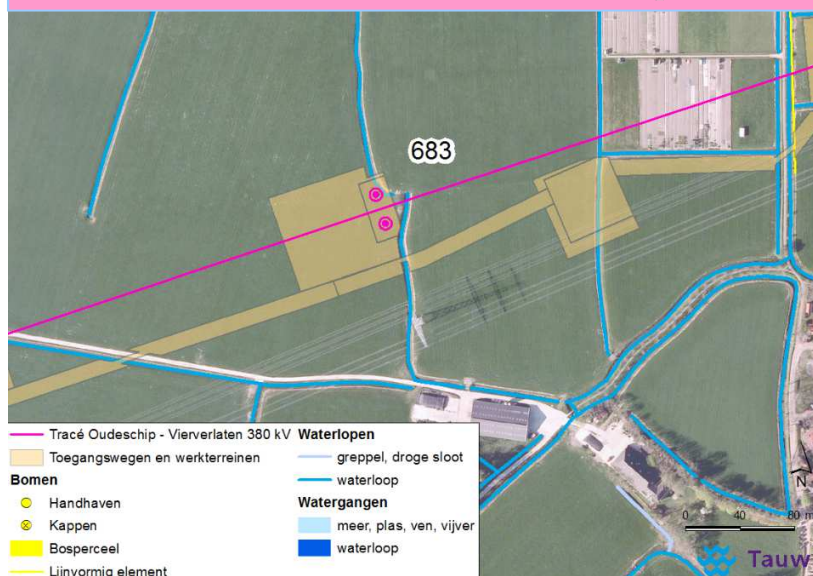 683
Tracé Oudeschip - Vierverlaten 380 kV
Toegangswegen en werkterreinen
Bomen
Handhaven
Kappen
Bosperceel
Lijnvormig element
Waterlopen
greppel, droge sloot
waterloop
Watergangen
meer, plas, ven, vijver
waterloop
N
0 40 80 m
Tauw